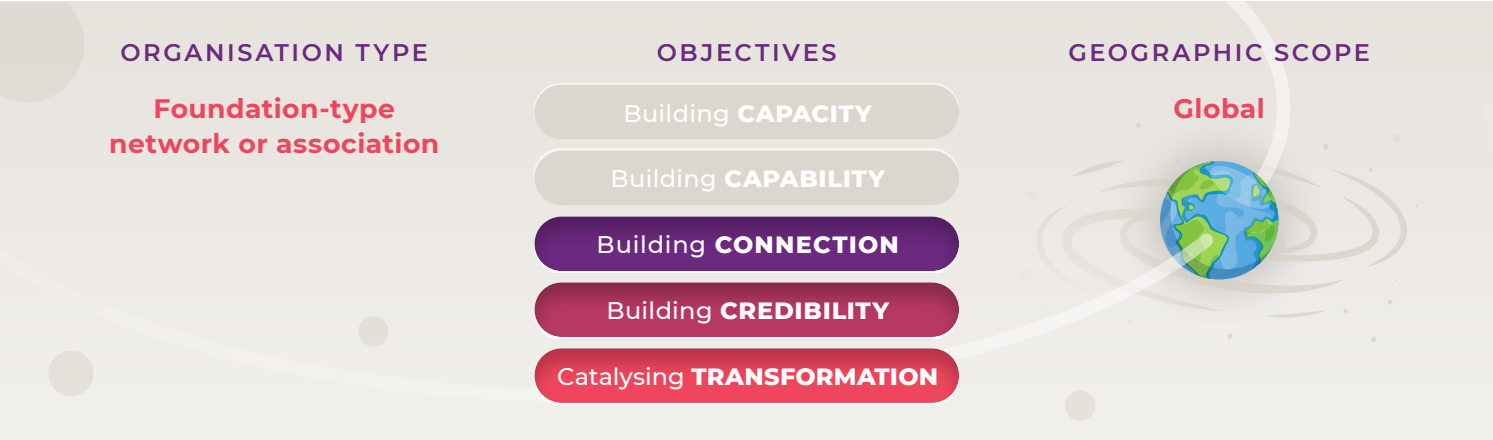 ORGANISATION TYPE
Foundation-type
network or association
OBJECTIVES
Building CAPACITY
Building CAPABILITY
Building CONNECTION
Building CREDIBILITY
Catalysing TRANSFORMATION
GEOGRAPHIC SCOPE
Global